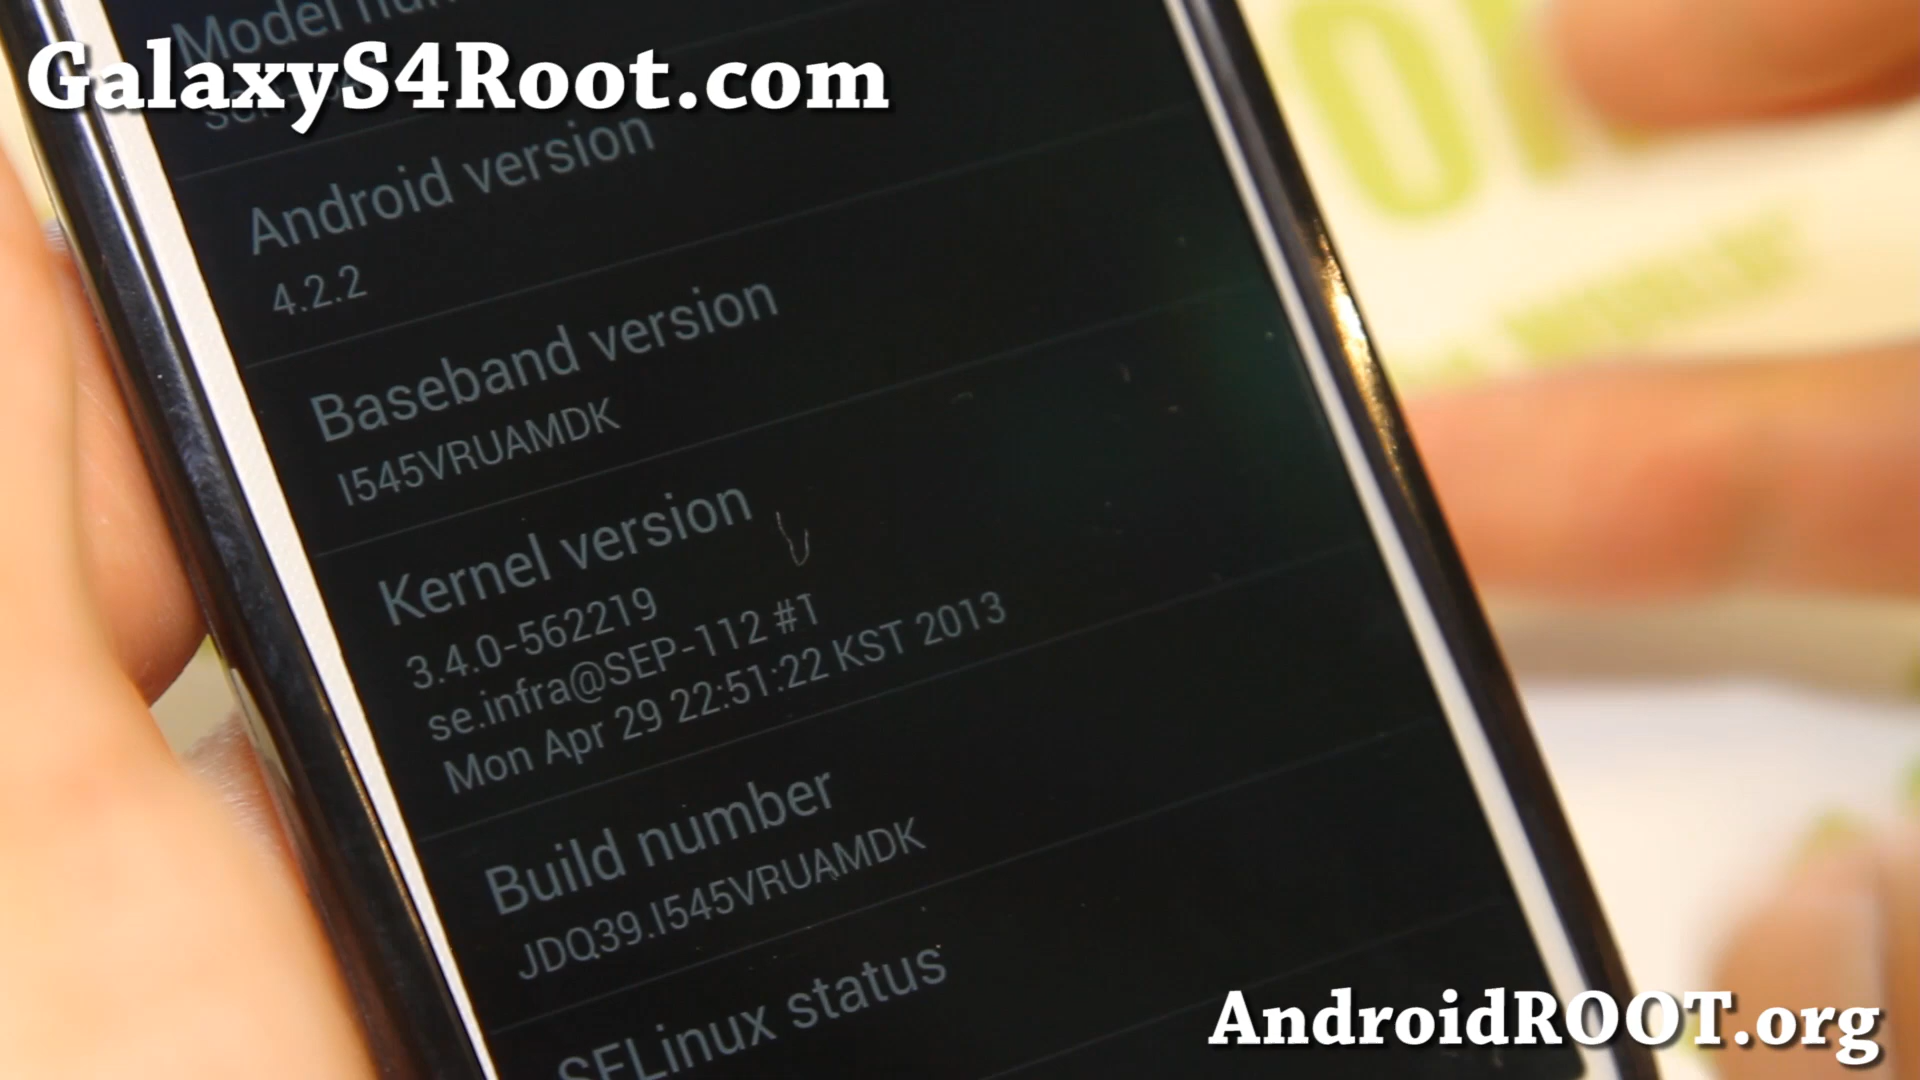 GalaxyS4Root.com
Model
Android version
4.2.2
Baseband version
I545VRUAMDK
Kernel version
3.4.0-562219
se.infra@SEP-112 #1
Mon Apr 29 22:51:22 KST 2013
Build number
JDQ39.I545VRUAMDK
SELinux status
AndroidROOT.org